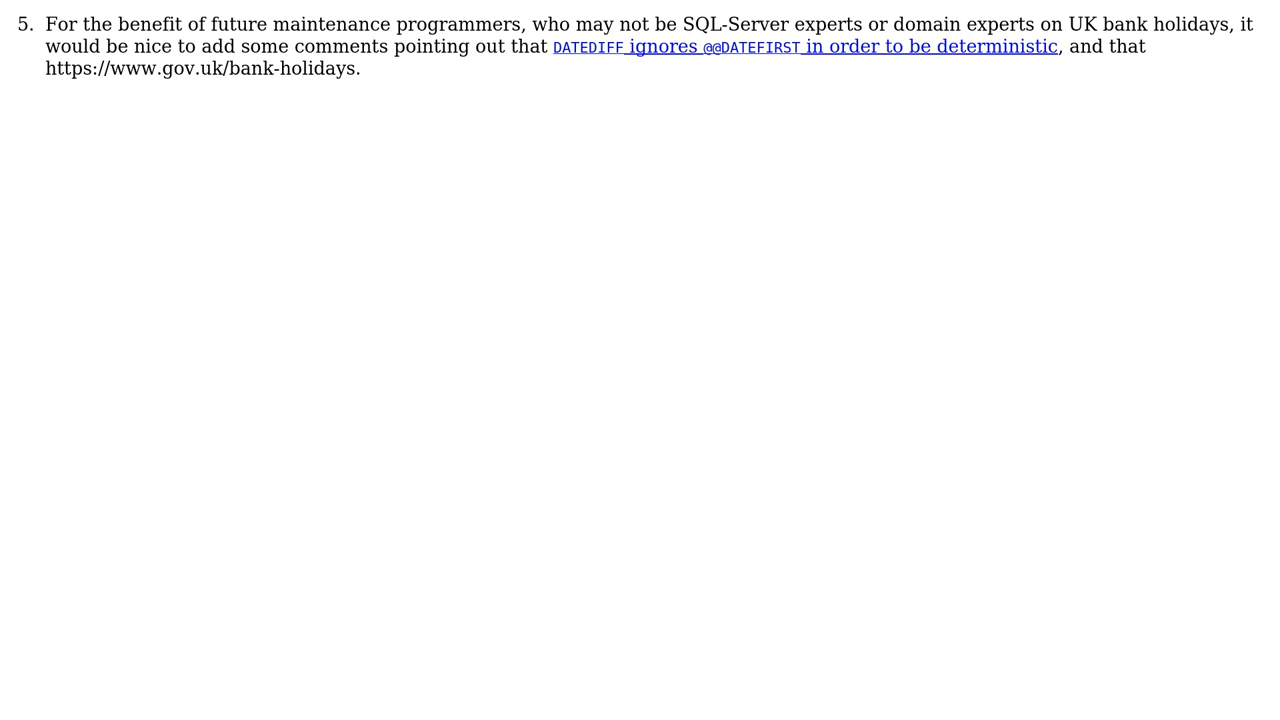 5. For the benefit of future maintenance programmers, who may not be SQL-Server experts or domain experts on UK bank holidays, it
would be nice to add some comments pointing out that DATEDIFF ignores @@DATEFIRST in order to be deterministic, and that
https://www.gov.uk/bank-holidays.